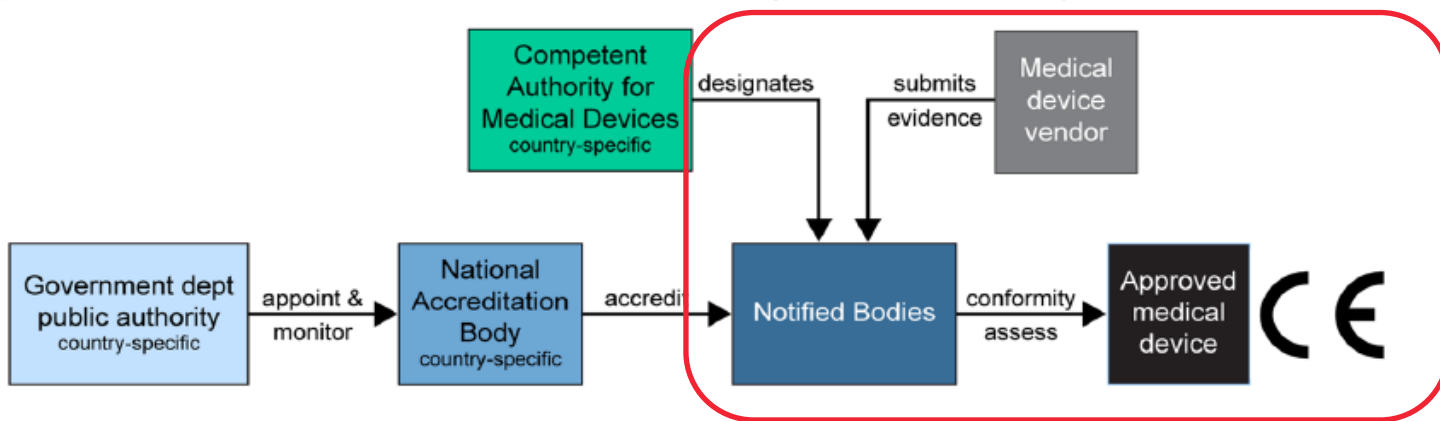 Competent
Authority for
Medical Devices
country-specific
designates
submits
evidence
Medical
device
vendor
Government dept
public authority
country-specific
appoint &
monitor
National
Accreditation
Body
country-specific
accredit
Notified Bodies
conformity
assess
Approved
medical
device
CE